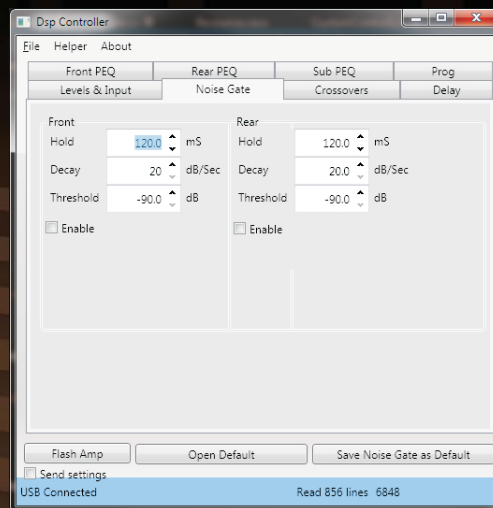 Dsp Controller
File Helper About
Front PEQ Rear PEQ Sub PEQ Prog
Levels & Input Noise Gate Crossovers Delay
Front Rear
Hold 120.0 mS Hold 120.0 mS
Decay 20 dB/Sec Decay 20.0 dB/Sec
Threshold -90.0 dB Threshold -90.0 dB
Enable Enable
Flash Amp Open Default Save Noise Gate as Default
Send settings
USB Connected Read 856 lines 6848